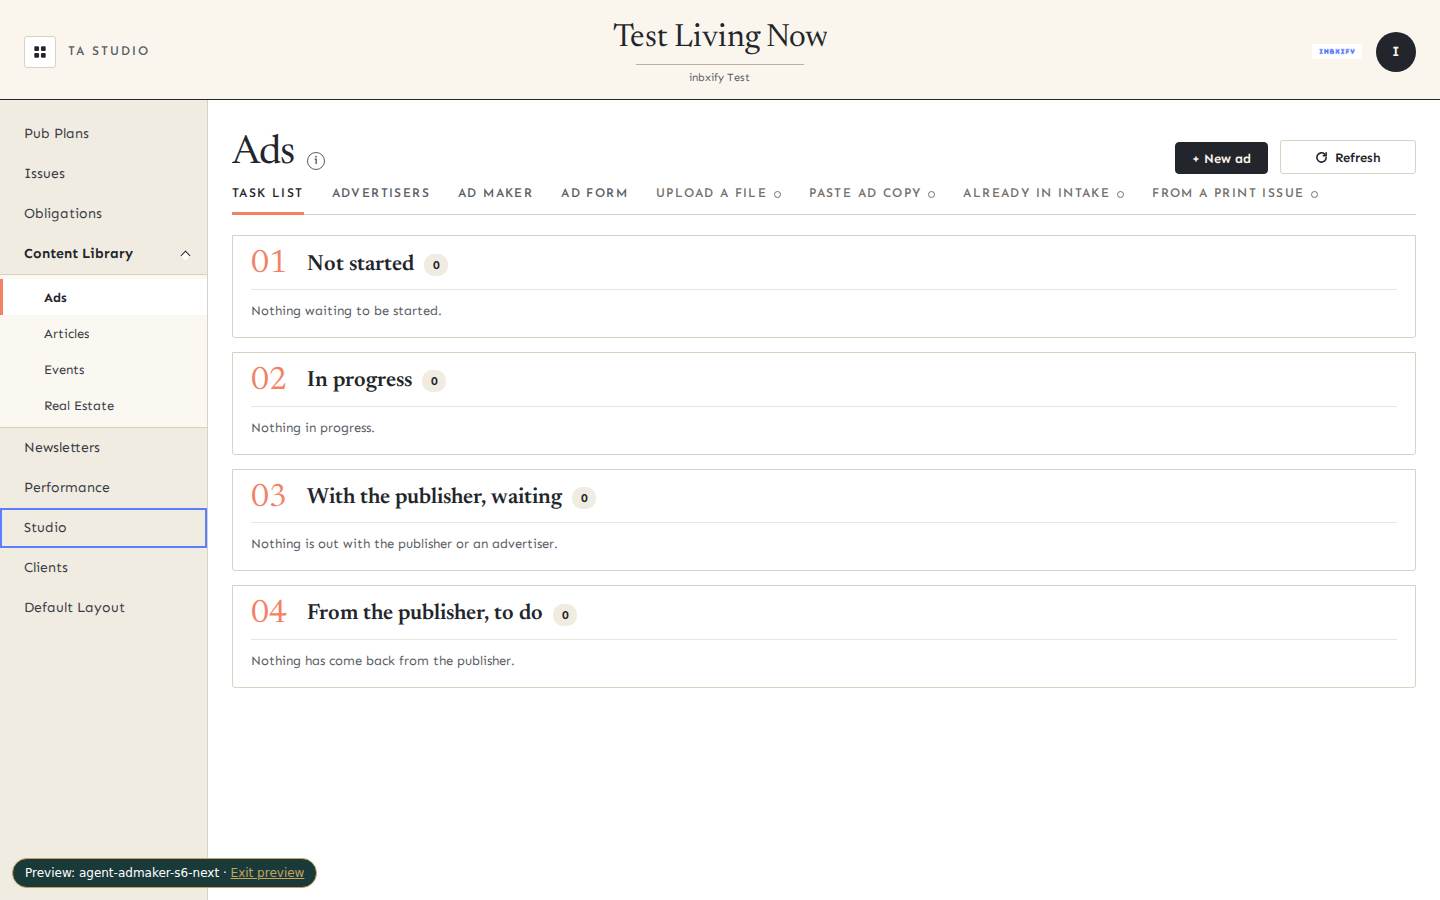 TA STUDIO
Test Living Now
inbxify Test
INBXIFY
I
Pub Plans
Issues
Obligations
Content Library
Ads
Articles
Events
Real Estate
Newsletters
Performance
Studio
Clients
Default Layout
Ads
i
+ New ad
Refresh
TASK LIST ADVERTISERS AD MAKER AD FORM UPLOAD A FILE PASTE AD COPY ALREADY IN INTAKE FROM A PRINT ISSUE
01 Not started 0
Nothing waiting to be started.
02 In progress 0
Nothing in progress.
03 With the publisher, waiting 0
Nothing is out with the publisher or an advertiser.
04 From the publisher, to do 0
Nothing has come back from the publisher.
Preview: agent-admaker-s6-next · Exit preview